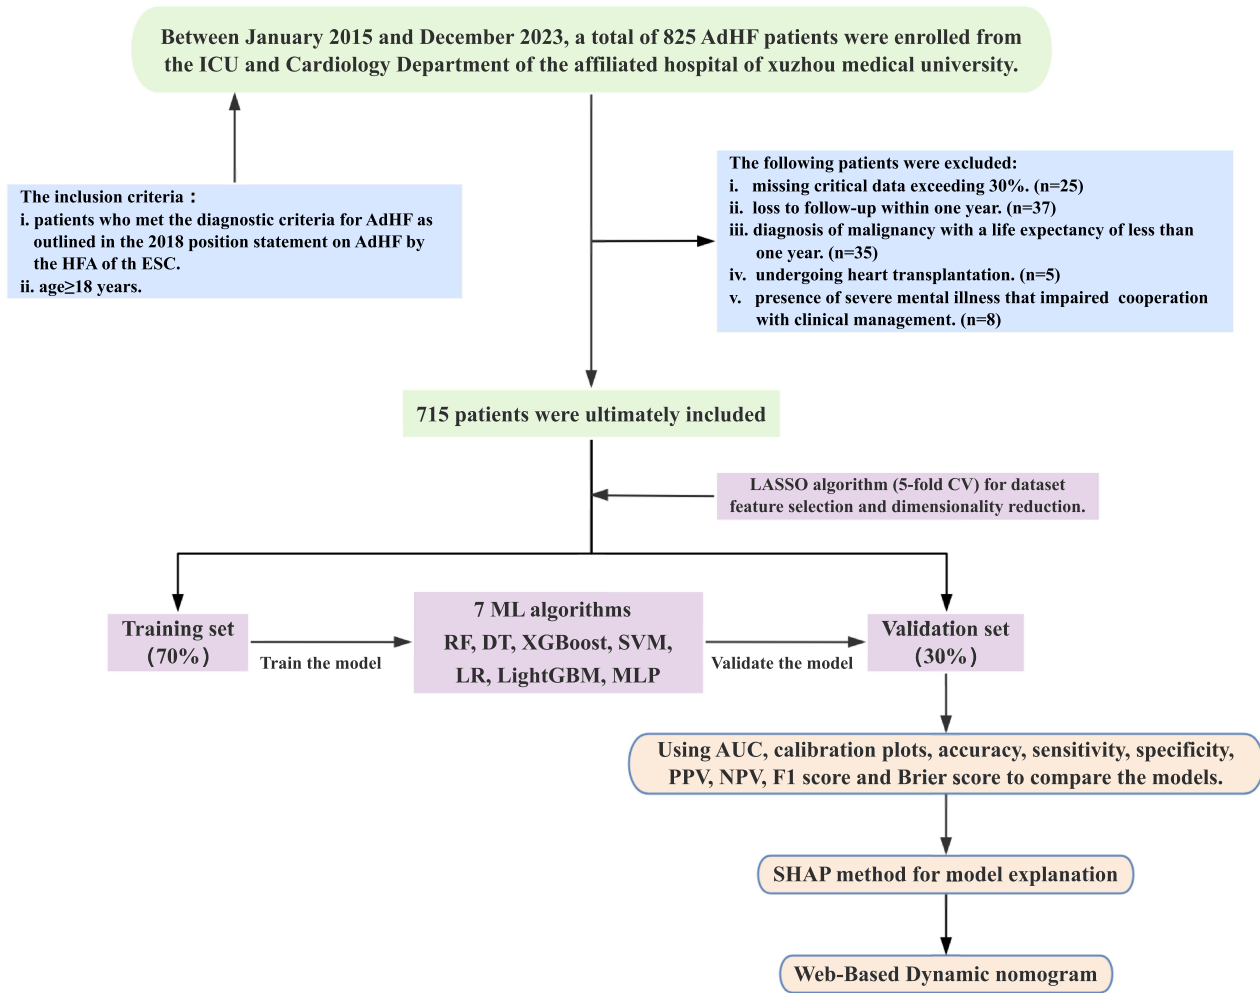 Between January 2015 and December 2023, a total of 825 AdHF patients were enrolled from
the ICU and Cardiology Department of the affiliated hospital of xuzhou medical university.
The inclusion criteria：
i. patients who met the diagnostic criteria for AdHF as
outlined in the 2018 position statement on AdHF by
the HFA of th ESC.
ii. age≥18 years.
The following patients were excluded:
i. missing critical data exceeding 30%. (n=25)
ii. loss to follow-up within one year. (n=37)
iii. diagnosis of malignancy with a life expectancy of less than
one year. (n=35)
iv. undergoing heart transplantation. (n=5)
v. presence of severe mental illness that impaired cooperation
with clinical management. (n=8)
715 patients were ultimately included
LASSO algorithm (5-fold CV) for dataset
feature selection and dimensionality reduction.
Training set
(70%)
Train the model
7 ML algorithms
RF, DT, XGBoost, SVM,
LR, LightGBM, MLP
Validate the model
Validation set
(30%)
Using AUC, calibration plots, accuracy, sensitivity, specificity,
PPV, NPV, F1 score and Brier score to compare the models.
SHAP method for model explanation
Web-Based Dynamic nomogram